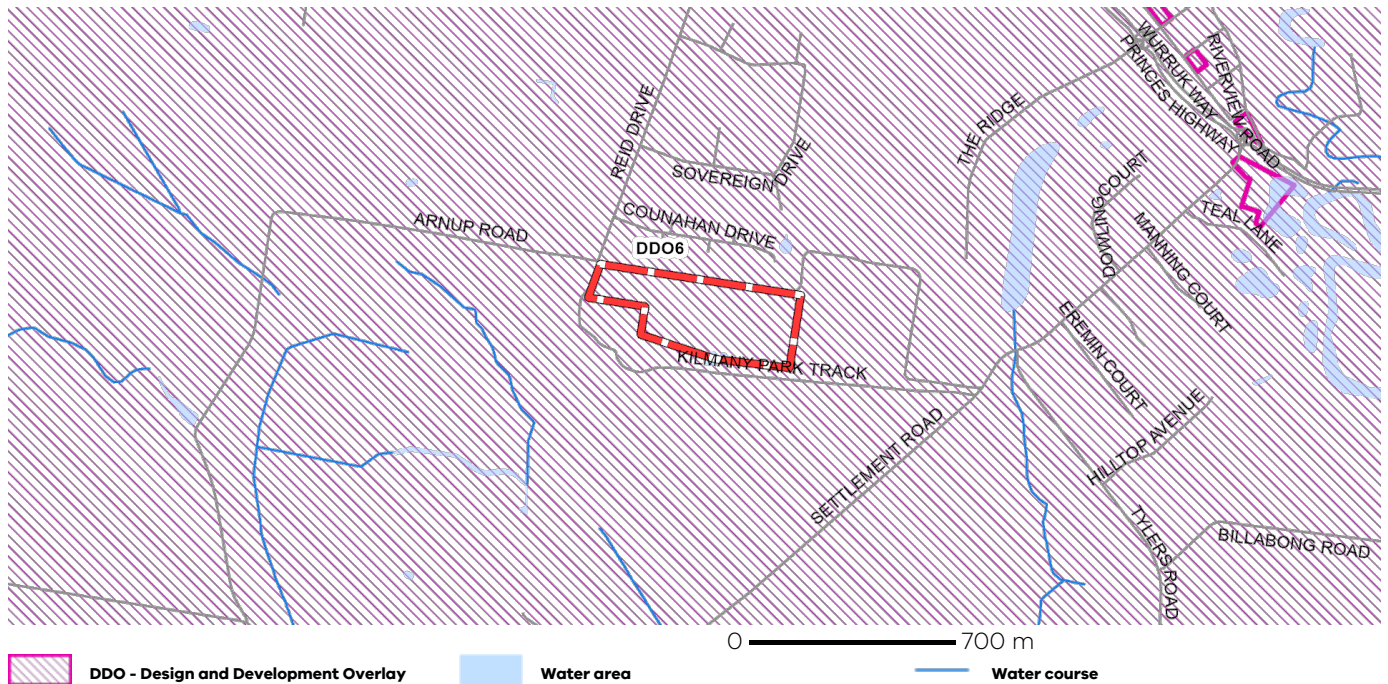 WURRUK WAY
PRINCES HIGHWAY
RIVERVIEW ROAD
REID DRIVE
THE RIDGE
SOVEREIGN DRIVE
COUNAHAN DRIVE
ARNUP ROAD
DDO6
DOWLING COURT
MANNING COURT
TEAL LANE
EREMIN COURT
KILMANY PARK TRACK
SETTLEMENT ROAD
HILLTOP AVENUE
TYLERS ROAD
BILLABONG ROAD
0 700 m
DDO - Design and Development Overlay
Water area
Water course